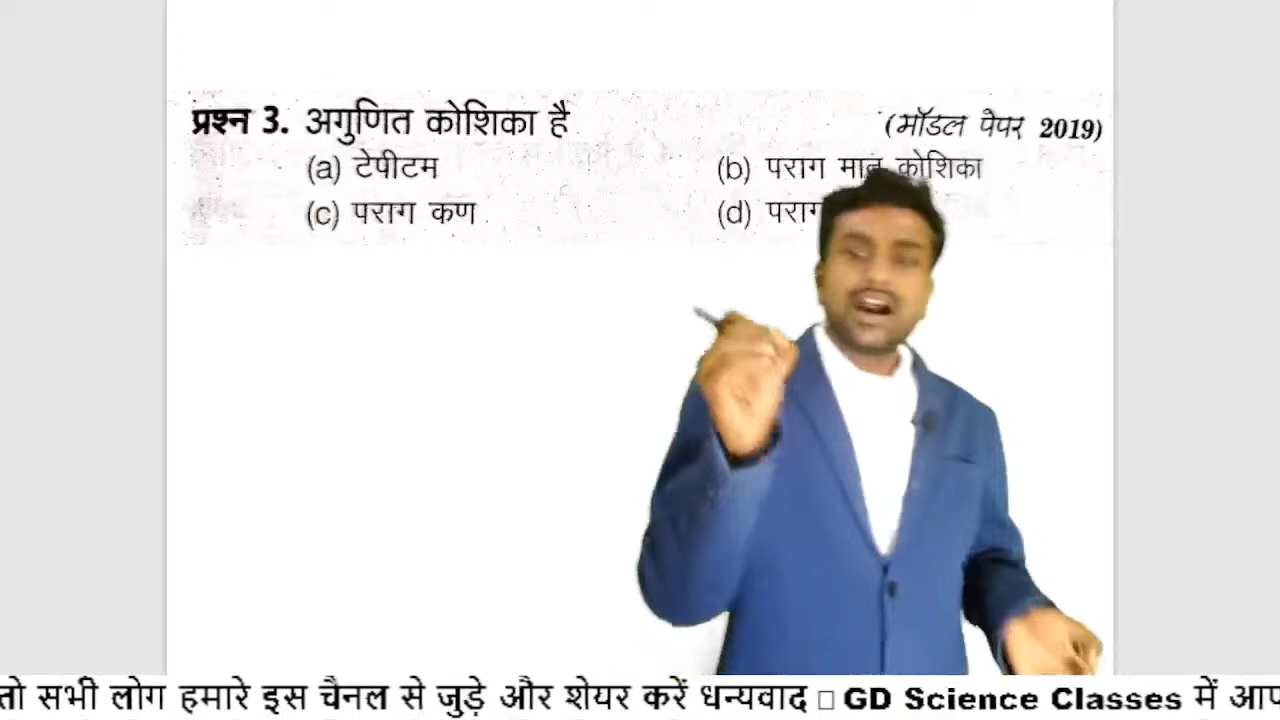 प्रश्न 3. अगुणित कोशिका है (मॉडल पेपर 2019)
(a) टेपीटम (b) पराग मातृ कोशिका
(c) पराग कण (d) पराग
तो सभी लोग हमारे इस चैनल से जुड़े और शेयर करें धन्यवाद □ GD Science Classes में आप